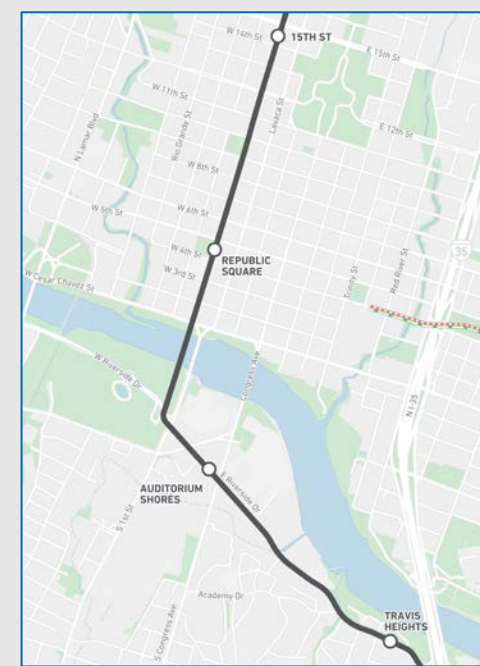 W 14th St
15TH ST
E 15th St
W 11th St
Lavaca St
E 12th St
N Lamar Blvd
Rio Grande St
W 8th St
W 5th St
W 6th St
W 4th St
REPUBLIC
SQUARE
W 3rd St
W Cesar Chavez St
Trinity St
Red River St
35
N I-35
W Riverside Dr
Congress Ave
AUDITORIUM
SHORES
E Riverside Dr
S 1st St
Academy Dr
S Congress Ave
TRAVIS
HEIGHTS